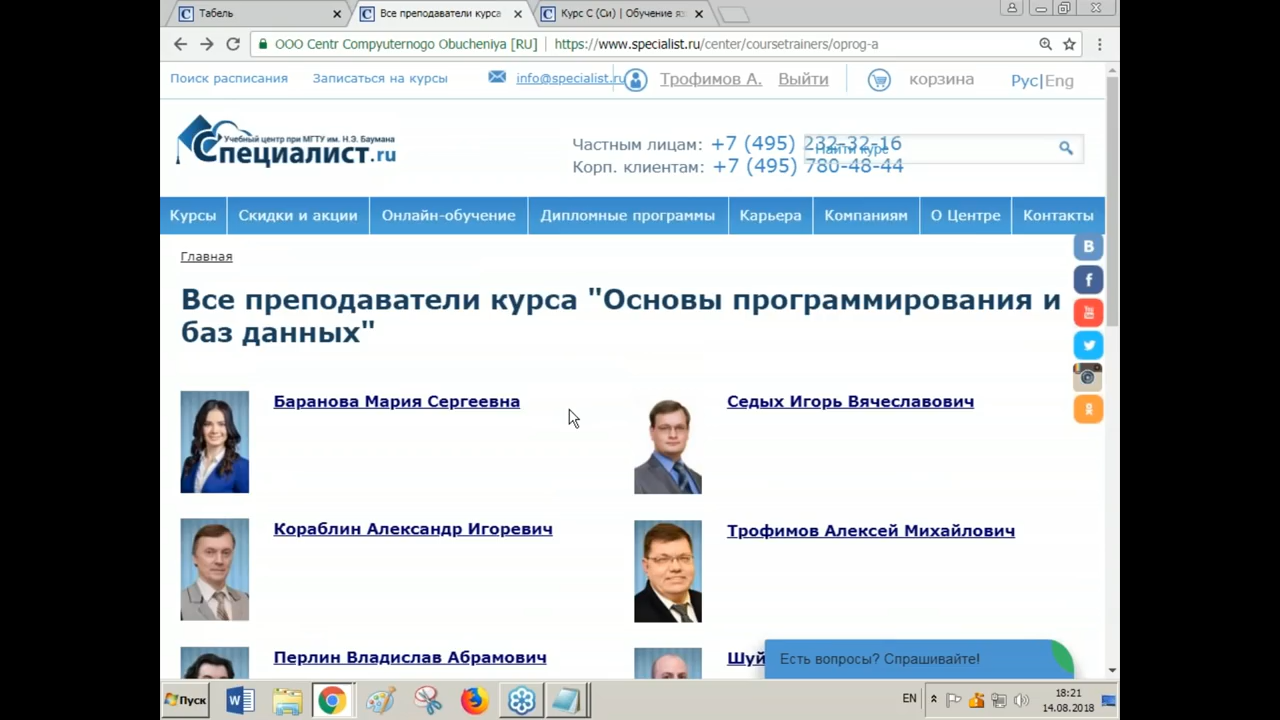 Табель
Все преподаватели курса
Курс C (Си) | Обучение яз
OOO Centr Compyuternogo Obucheniya [RU]
https://www.specialist.ru/center/coursetrainers/oprog-a
Поиск расписания
Записаться на курсы
info@specialist.ru
Трофимов А.
Выйти
корзина
Рус|Eng
Учебный центр при МГТУ им. Н.Э. Баумана
Специалист.ru
Частным лицам: +7 (495) 232-32-16
Найти курс
Корп. клиентам: +7 (495) 780-48-44
Курсы
Скидки и акции
Онлайн-обучение
Дипломные программы
Карьера
Компаниям
О Центре
Контакты
Главная
Все преподаватели курса "Основы программирования и
баз данных"
Баранова Мария Сергеевна
Седых Игорь Вячеславович
Кораблин Александр Игоревич
Трофимов Алексей Михайлович
Перлин Владислав Абрамович
Шуй
Есть вопросы? Спрашивайте!
Пуск
EN
18:21
14.08.2018